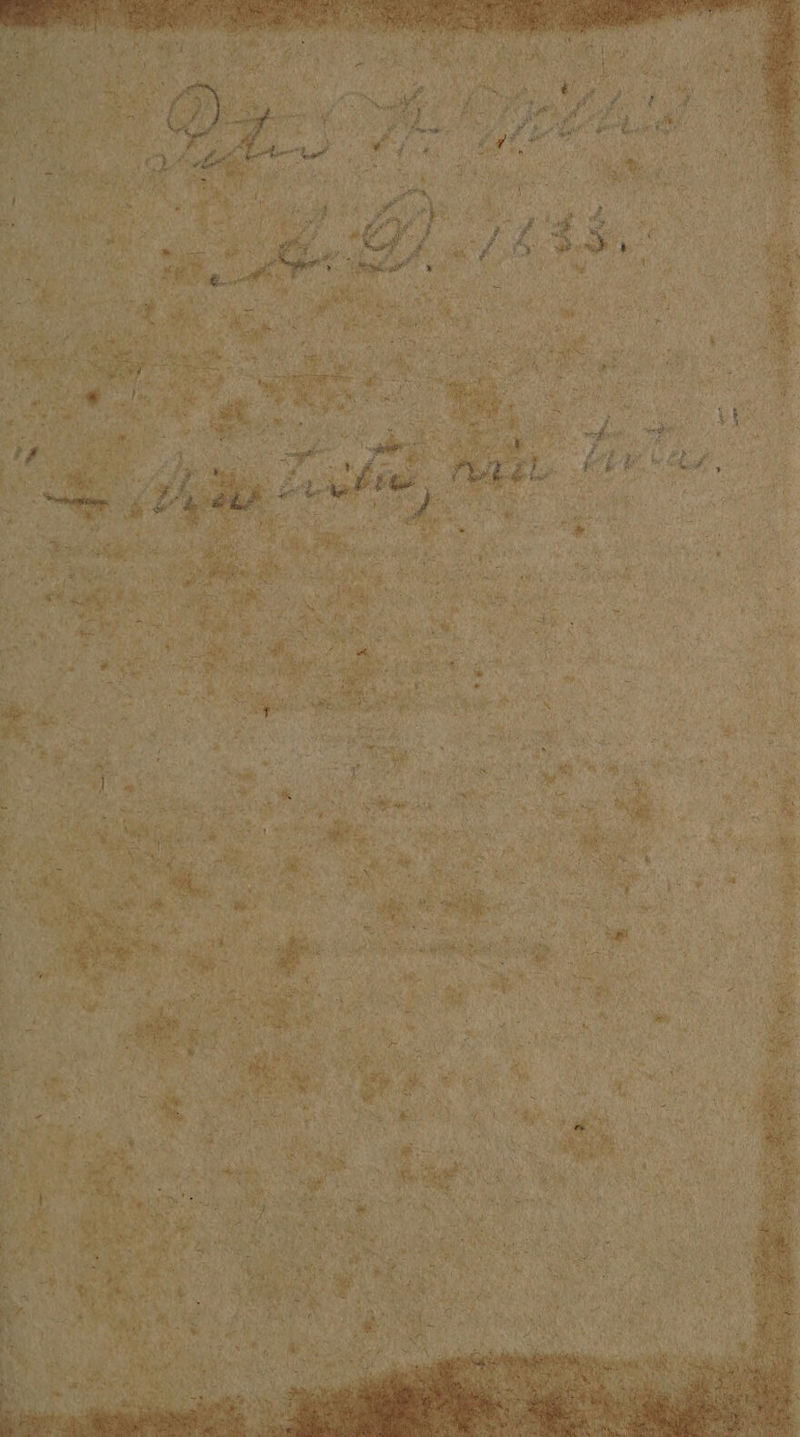 Peter W. Willis
A.D. 1833.
"— via trita, via tuta."